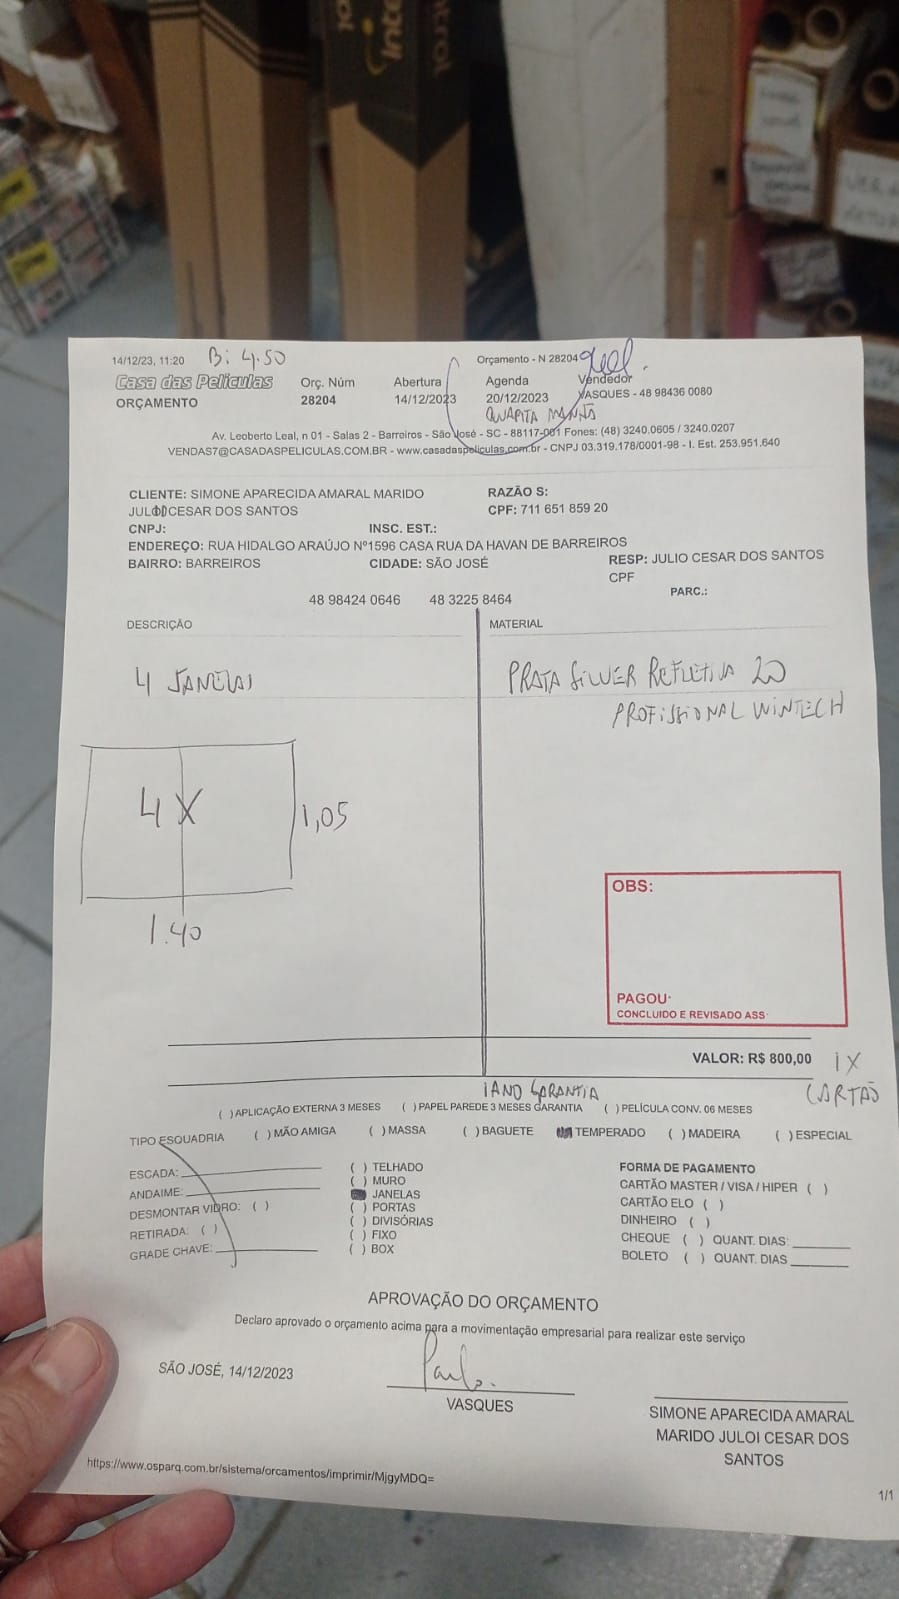 14/12/23, 11:20 B: 4.50 Orçamento - N 28204
Casa das Películas Orç. Núm Abertura Agenda Vendedor
ORÇAMENTO 28204 14/12/2023 20/12/2023 VASQUES - 48 98436 0080
QUARTA MANHÃ
Av. Leoberto Leal, n 01 - Salas 2 - Barreiros - São José - SC - 88117-001 Fones: (48) 3240.0605 / 3240.0207
VENDAS7@CASADASPELICULAS.COM.BR - www.casadaspeliculas.com.br - CNPJ 03.319.178/0001-98 - I. Est. 253.951.640
CLIENTE: SIMONE APARECIDA AMARAL MARIDO RAZÃO S:
JULOI CESAR DOS SANTOS CPF: 711 651 859 20
CNPJ: INSC. EST.:
ENDEREÇO: RUA HIDALGO ARAÚJO Nº1596 CASA RUA DA HAVAN DE BARREIROS
BAIRRO: BARREIROS CIDADE: SÃO JOSÉ RESP: JULIO CESAR DOS SANTOS
CPF
PARC.:
48 98424 0646 48 3225 8464
DESCRIÇÃO MATERIAL
4 JANELAS PRATA SILVER REFLETIVA 20
PROFISSIONAL WINTECH
4X 1,05
1.40
OBS:
PAGOU:
CONCLUIDO E REVISADO ASS:
VALOR: R$ 800,00 1X
CARTÃO
1 ANO GARANTIA
( ) APLICAÇÃO EXTERNA 3 MESES ( ) PAPEL PAREDE 3 MESES GARANTIA ( ) PELÍCULA CONV. 06 MESES
TIPO ESQUADRIA ( ) MÃO AMIGA ( ) MASSA ( ) BAGUETE ( ) TEMPERADO ( ) MADEIRA ( ) ESPECIAL
ESCADA: ( ) TELHADO FORMA DE PAGAMENTO
ANDAIME: ( ) MURO CARTÃO MASTER / VISA / HIPER ( )
DESMONTAR VIDRO: ( ) ( ) JANELAS CARTÃO ELO ( )
RETIRADA: ( ) ( ) PORTAS DINHEIRO ( )
GRADE CHAVE: ( ) DIVISÓRIAS CHEQUE ( ) QUANT. DIAS:
( ) FIXO BOLETO ( ) QUANT. DIAS
( ) BOX
APROVAÇÃO DO ORÇAMENTO
Declaro aprovado o orçamento acima para a movimentação empresarial para realizar este serviço
SÃO JOSÉ, 14/12/2023 Paulo.
VASQUES SIMONE APARECIDA AMARAL
MARIDO JULOI CESAR DOS
SANTOS
https://www.osparq.com.br/sistema/orcamentos/imprimir/MjgyMDQ=
1/1